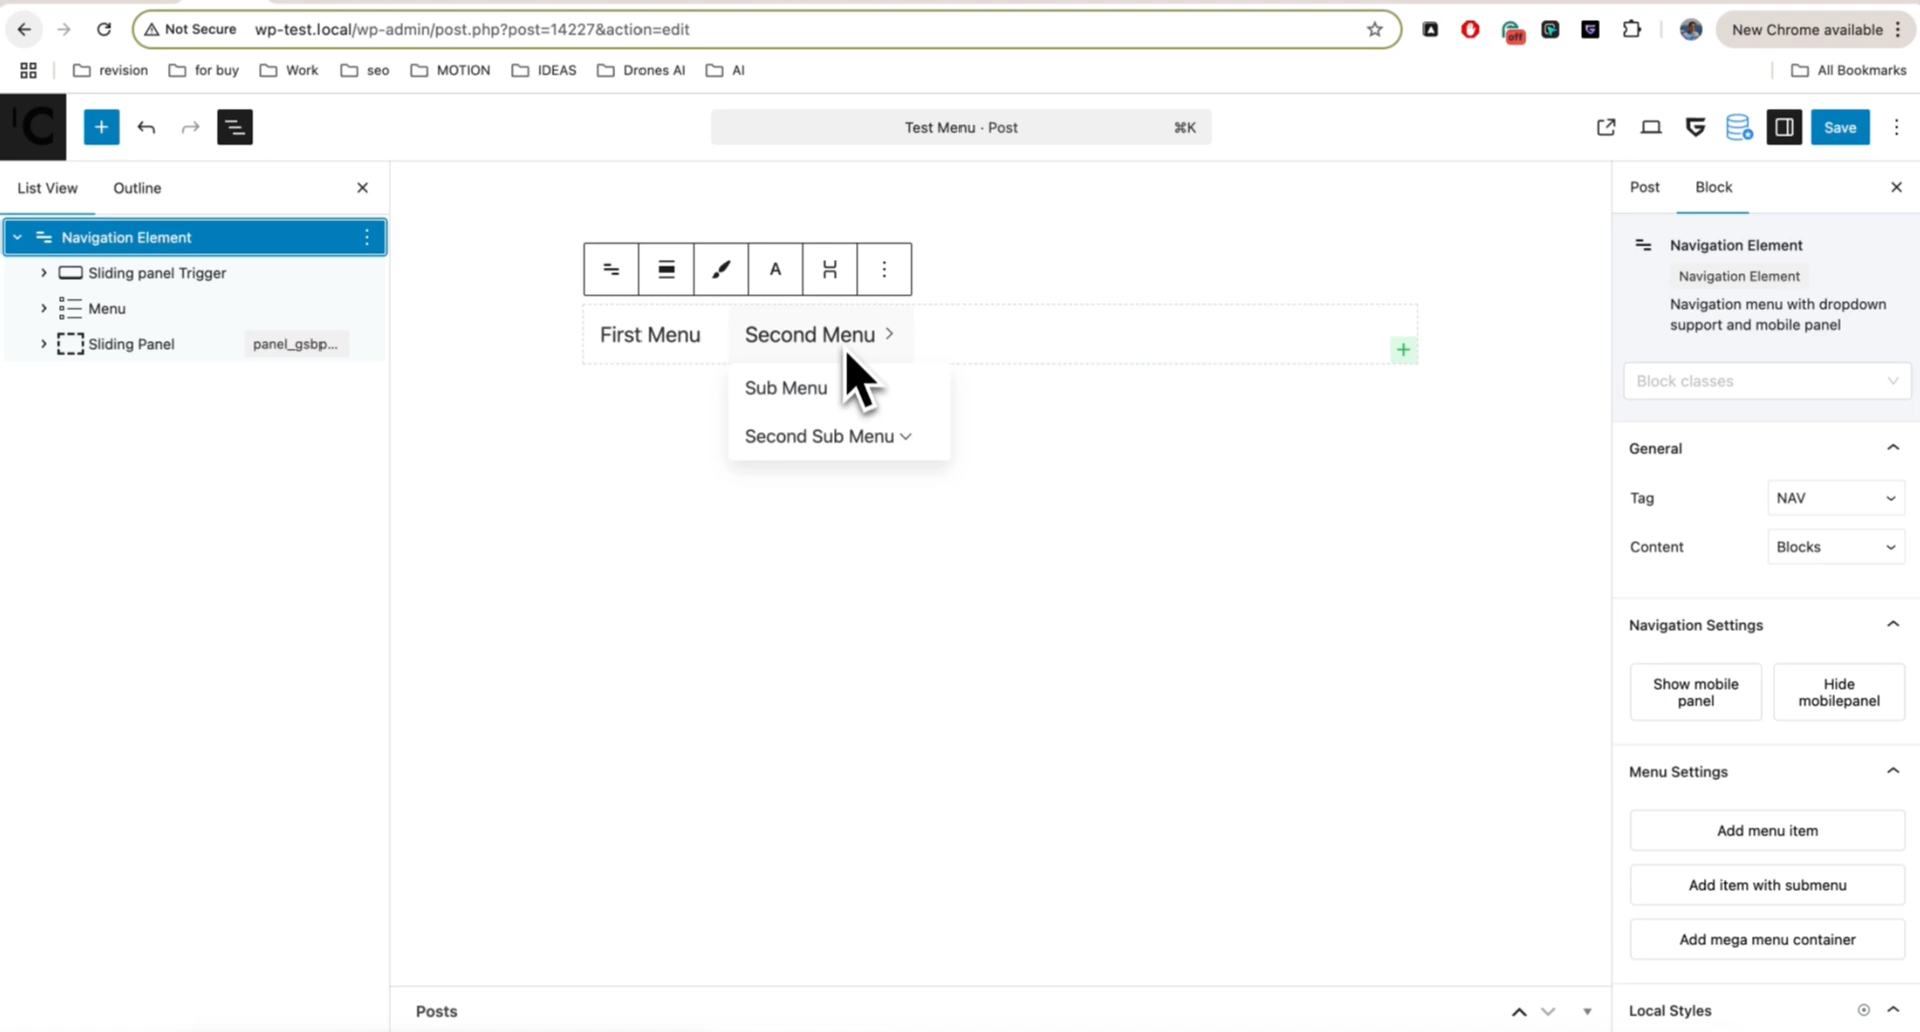 Not Secure wp-test.local/wp-admin/post.php?post=14227&action=edit off New Chrome available
revision for buy Work seo MOTION IDEAS Drones AI AI All Bookmarks
Test Menu · Post ⌘K Save
List View Outline Post Block
Navigation Element
Sliding panel Trigger
Menu
Sliding Panel panel_gsbp...
First Menu Second Menu
Sub Menu
Second Sub Menu
Navigation Element
Navigation Element
Navigation menu with dropdown
support and mobile panel
Block classes
General
Tag NAV
Content Blocks
Navigation Settings
Show mobile
panel
Hide
mobilepanel
Menu Settings
Add menu item
Add item with submenu
Add mega menu container
Posts
Local Styles